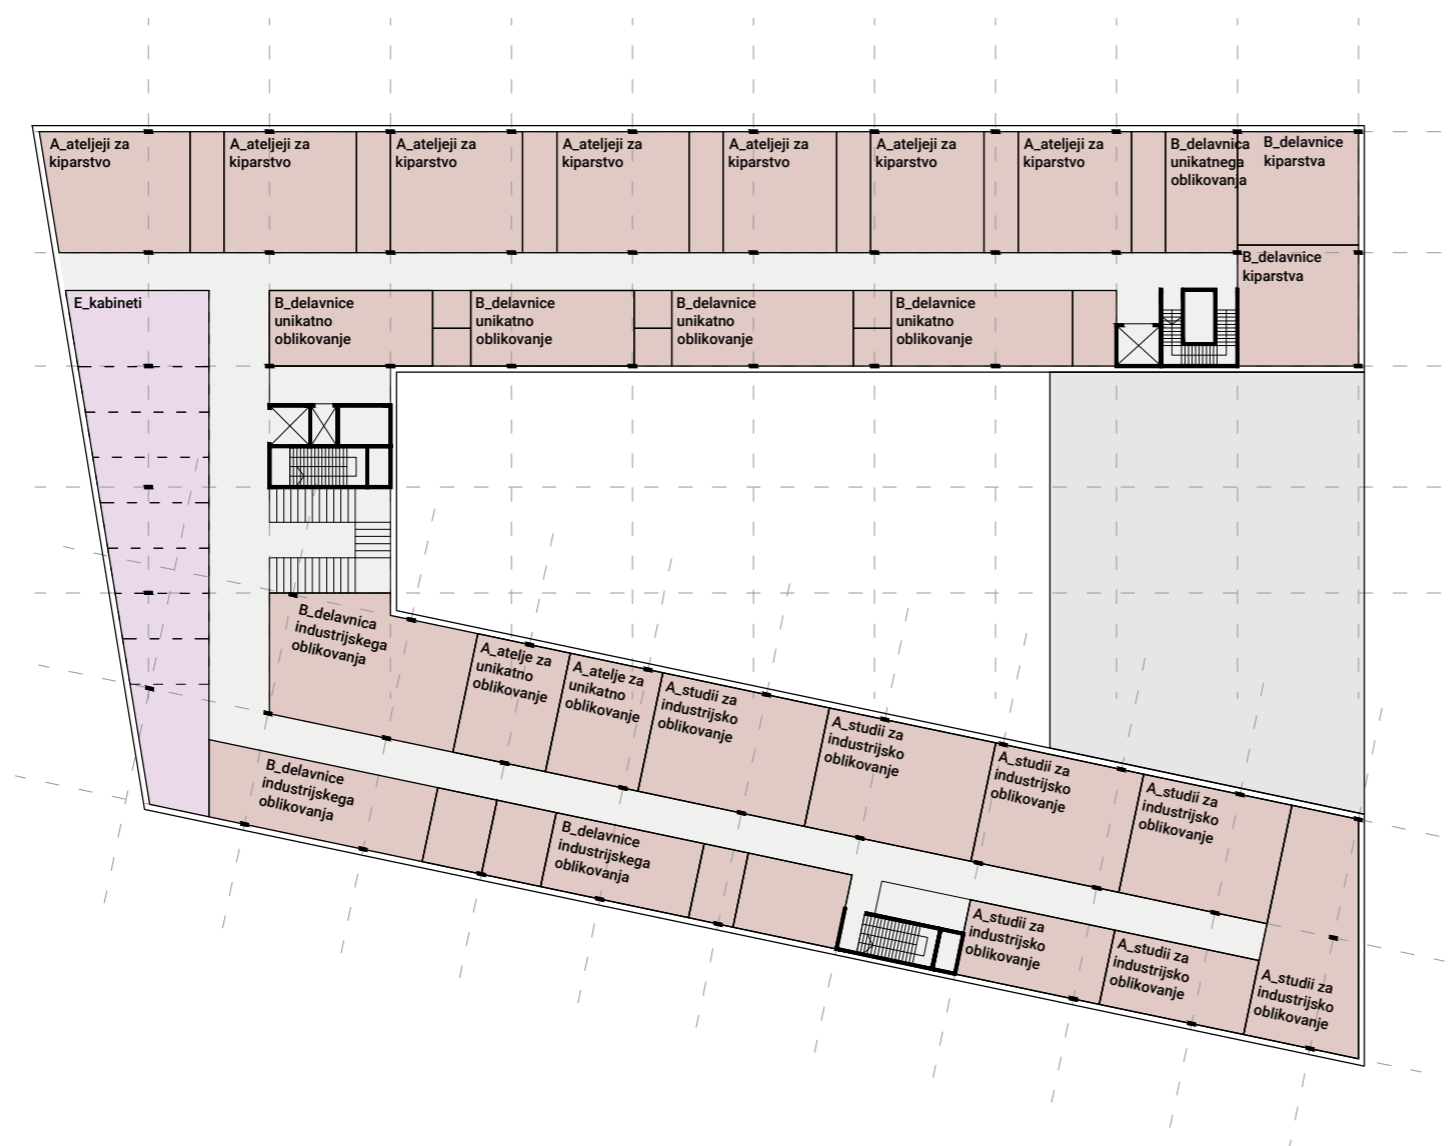 A_ateljeji za
kiparstvo
A_ateljeji za
kiparstvo
A_ateljeji za
kiparstvo
A_ateljeji za
kiparstvo
A_ateljeji za
kiparstvo
A_ateljeji za
kiparstvo
A_ateljeji za
kiparstvo
B_delavnica
unikatnega
oblikovanja
B_delavnice
kiparstva
B_delavnice
kiparstva
E_kabineti
B_delavnice
unikatno
oblikovanje
B_delavnice
unikatno
oblikovanje
B_delavnice
unikatno
oblikovanje
B_delavnice
unikatno
oblikovanje
B_delavnica
industrijskega
oblikovanja
A_atelje za
unikatno
oblikovanje
A_atelje za
unikatno
oblikovanje
A_studii za
industrijsko
oblikovanje
A_studii za
industrijsko
oblikovanje
A_studii za
industrijsko
oblikovanje
A_studii za
industrijsko
oblikovanje
B_delavnice
industrijskega
oblikovanja
B_delavnice
industrijskega
oblikovanja
A_studii za
industrijsko
oblikovanje
A_studii za
industrijsko
oblikovanje
A_studii za
industrijsko
oblikovanje